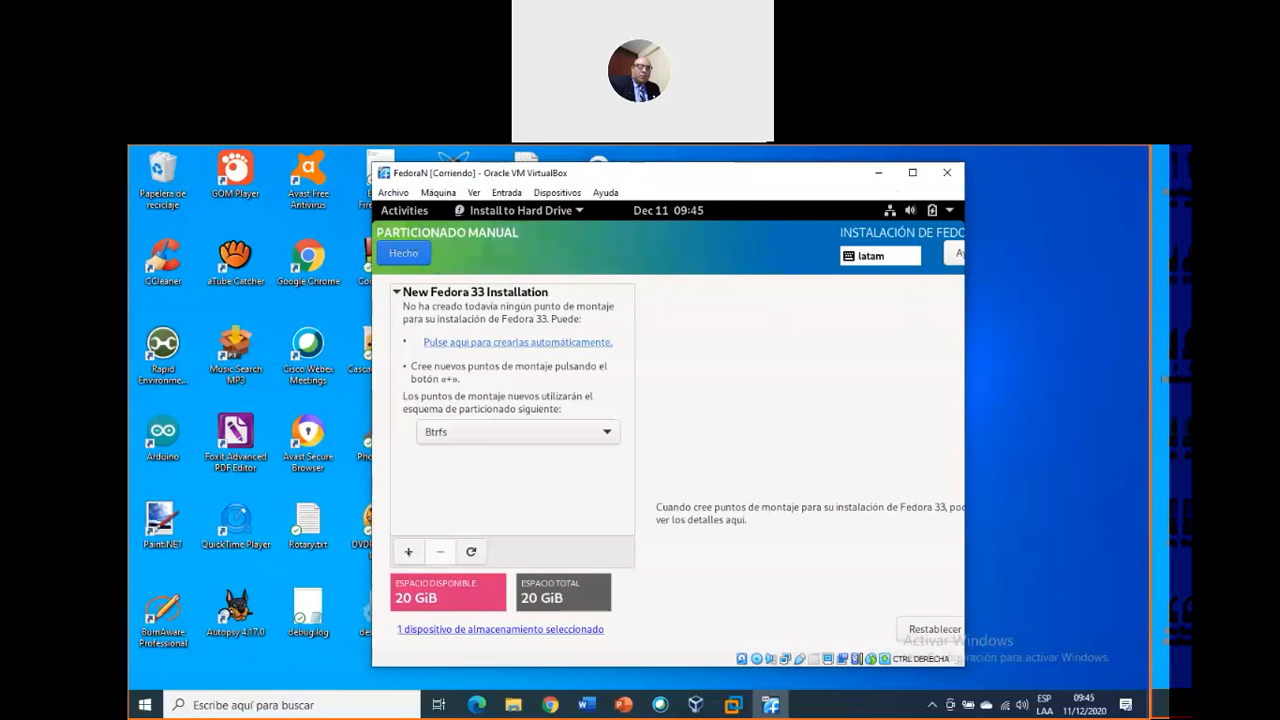 Papelera de
reciclaje
GOM Player
Avast Free
Antivirus
CCleaner
aTube Catcher
Google Chrome
Rapid
Environme...
Music Search
MP3
Cisco Webex
Meetings
Arduino
Foxit Advanced
PDF Editor
Avast Secure
Browser
Paint.NET
QuickTime Player
Rotary.txt
BurnAware
Professional
Autopsy 4.17.0
debug.log
FedoraN [Corriendo] - Oracle VM VirtualBox
Archivo Máquina Ver Entrada Dispositivos Ayuda
Activities Install to Hard Drive Dec 11 09:45
PARTICIONADO MANUAL
INSTALACIÓN DE FEDO
Hecho
latam
Ay
New Fedora 33 Installation
No ha creado todavía ningún punto de montaje
para su instalación de Fedora 33. Puede:
• Pulse aquí para crearlas automáticamente.
• Cree nuevos puntos de montaje pulsando el
botón «+».
Los puntos de montaje nuevos utilizarán el
esquema de particionado siguiente:
Btrfs
Cuando cree puntos de montaje para su instalación de Fedora 33, pod
ver los detalles aquí.
+ −
ESPACIO DISPONIBLE
20 GiB
ESPACIO TOTAL
20 GiB
1 dispositivo de almacenamiento seleccionado
Restablecer
Activar Windows
CTRL DERECHA
Escribe aquí para buscar
ESP
LAA
09:45
11/12/2020